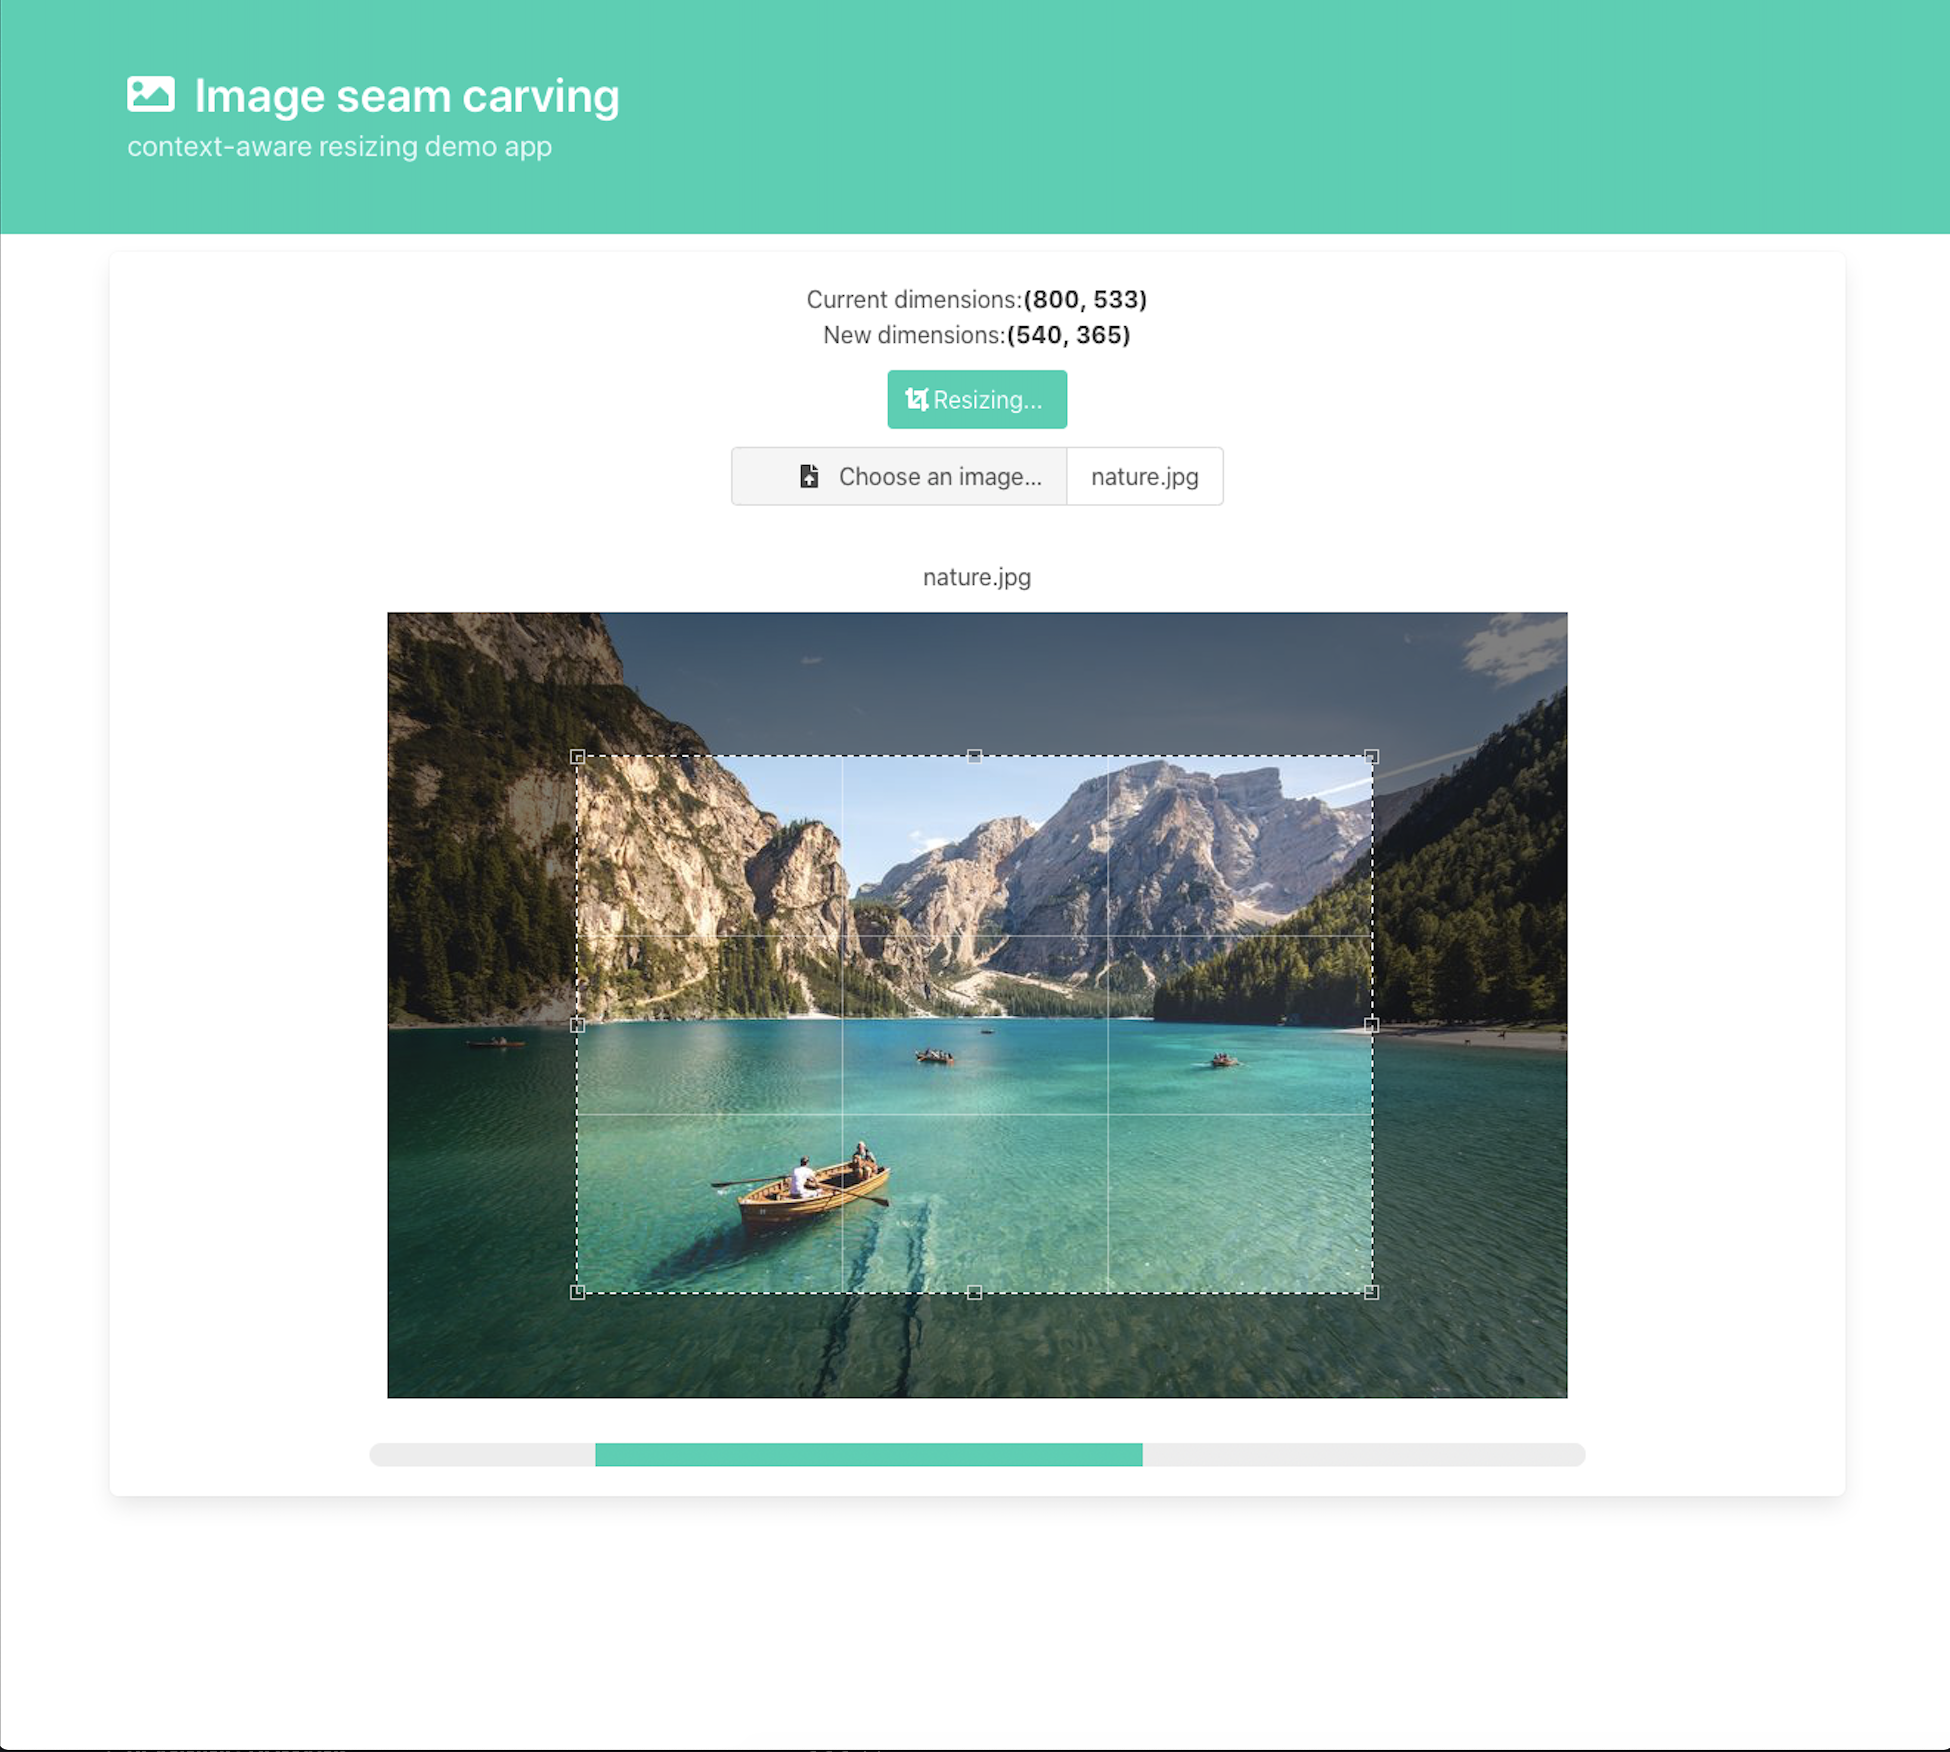 Image seam carving
context-aware resizing demo app
Current dimensions:(800, 533)
New dimensions:(540, 365)
Resizing...
Choose an image... nature.jpg
nature.jpg